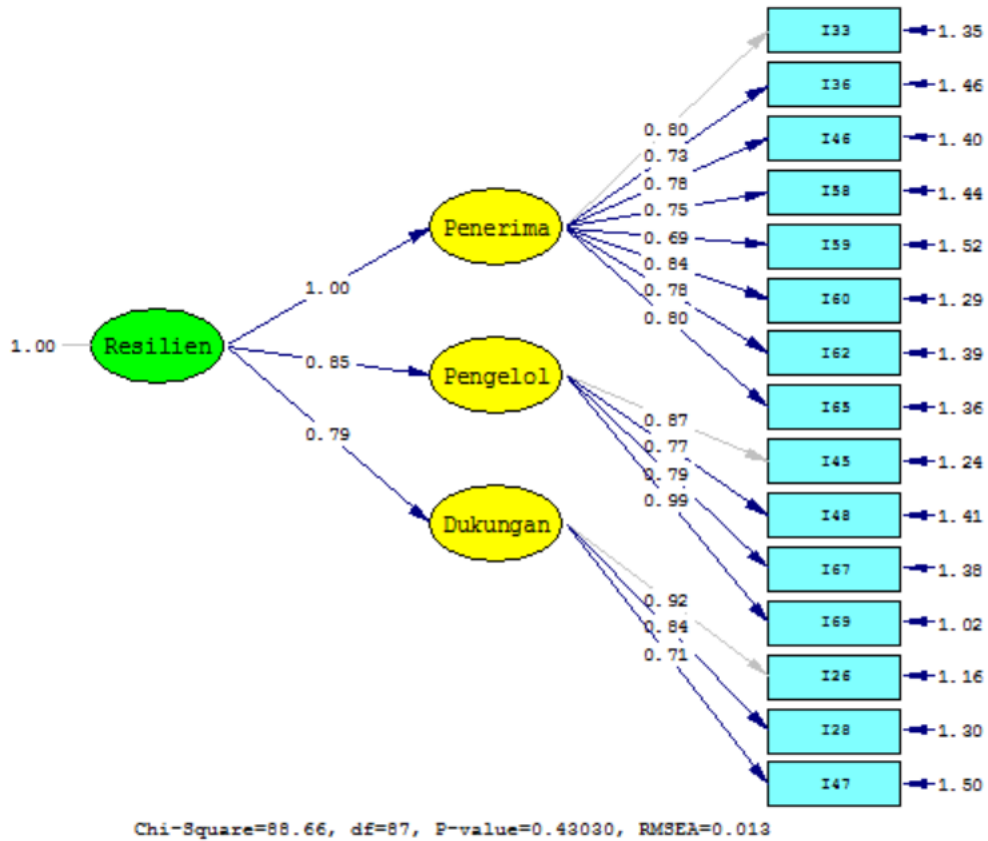 I33
1.35
I36
1.46
I46
1.40
I58
1.44
I59
1.52
I60
1.29
I62
1.39
I65
1.36
I45
1.24
I48
1.41
I67
1.38
I69
1.02
I26
1.16
I28
1.30
I47
1.50
0.80
0.73
0.78
0.75
0.69
0.84
0.78
0.80
Penerima
1.00
1.00
Resilien
0.85
Pengelol
0.87
0.77
0.79
0.99
0.79
Dukungan
0.92
0.84
0.71
Chi-Square=88.66, df=87, P-value=0.43030, RMSEA=0.013